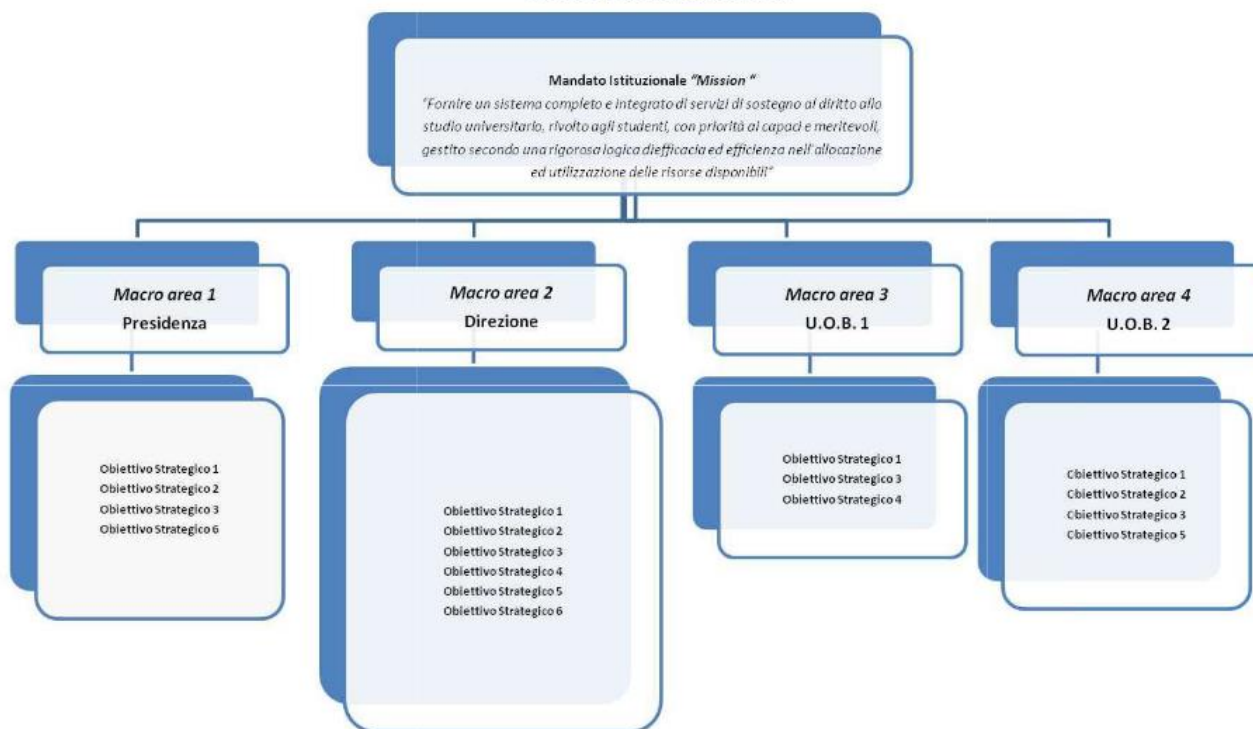 Mandato Istituzionale "Mission "
"Fornire un sistema completo e integrato di servizi di sostegno al diritto allo
studio universitario, rivolto agli studenti, con priorità ai capaci e meritevoli,
gestito secondo una rigorosa logica diefficacia ed efficienza nell'allocazione
ed utilizzazione delle risorse disponibili"
Macro area 1
Presidenza
Macro area 2
Direzione
Macro area 3
U.O.B. 1
Macro area 4
U.O.B. 2
Obiettivo Strategico 1
Obiettivo Strategico 2
Obiettivo Strategico 3
Obiettivo Strategico 6
Obiettivo Strategico 1
Obiettivo Strategico 2
Obiettivo Strategico 3
Obiettivo Strategico 4
Obiettivo Strategico 5
Obiettivo Strategico 6
Obiettivo Strategico 1
Obiettivo Strategico 3
Obiettivo Strategico 4
Cbiettivo Strategico 1
Cbiettivo Strategico 2
Cbiettivo Strategico 3
Cbiettivo Strategico 5